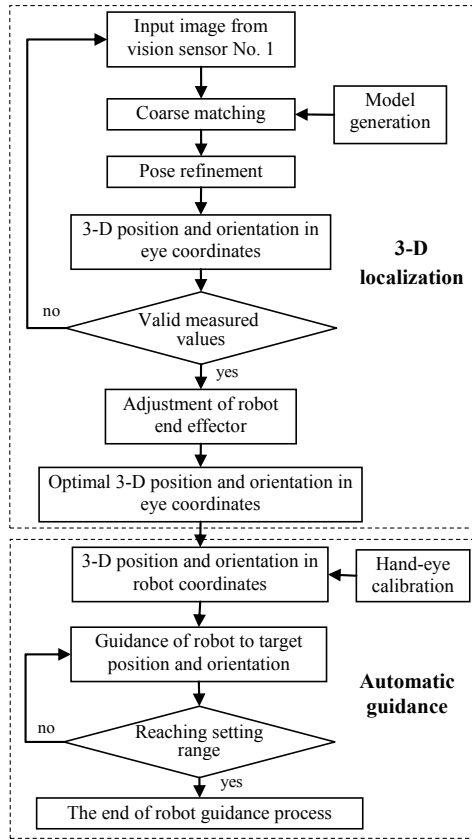 Input image from
vision sensor No. 1
Coarse matching
Model
generation
Pose refinement
3-D position and orientation in
eye coordinates
3-D
localization
no
Valid measured
values
yes
Adjustment of robot
end effector
Optimal 3-D position and orientation in
eye coordinates
3-D position and orientation in
robot coordinates
Hand-eye
calibration
Guidance of robot to target
position and orientation
Automatic
guidance
no
Reaching setting
range
yes
The end of robot guidance process